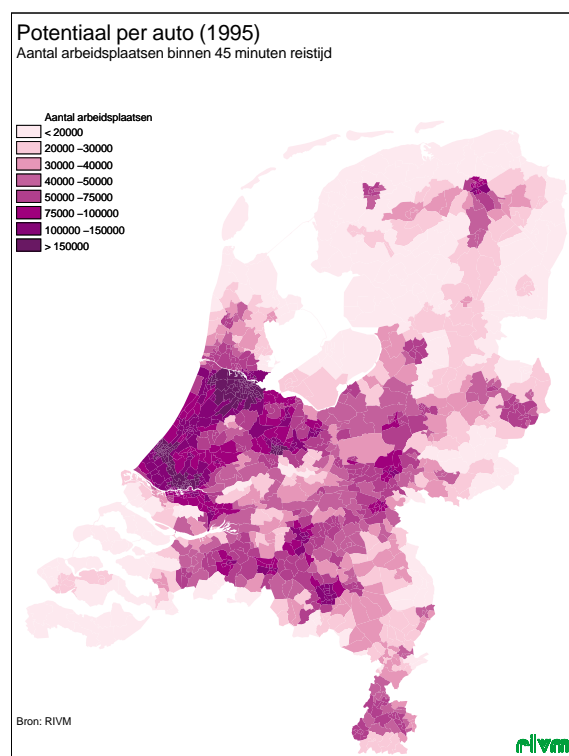 Potentiaal per auto (1995)
Aantal arbeidsplaatsen binnen 45 minuten reistijd
Aantal arbeidsplaatsen
< 20000
20000 –30000
30000 –40000
40000 –50000
50000 –75000
75000 –100000
100000 –150000
> 150000
Bron: RIVM
rivm